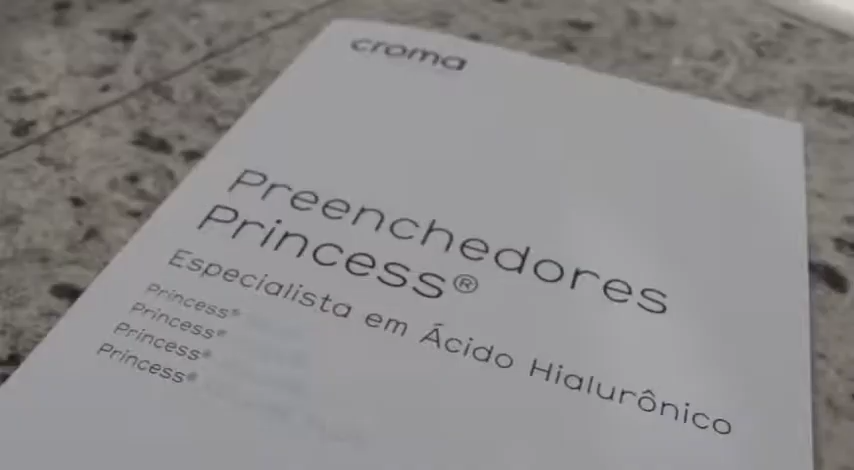 croma
Preenchedores
Princess®
Especialista em Ácido Hialurônico
Princess®
Princess®
Princess®
Princess®